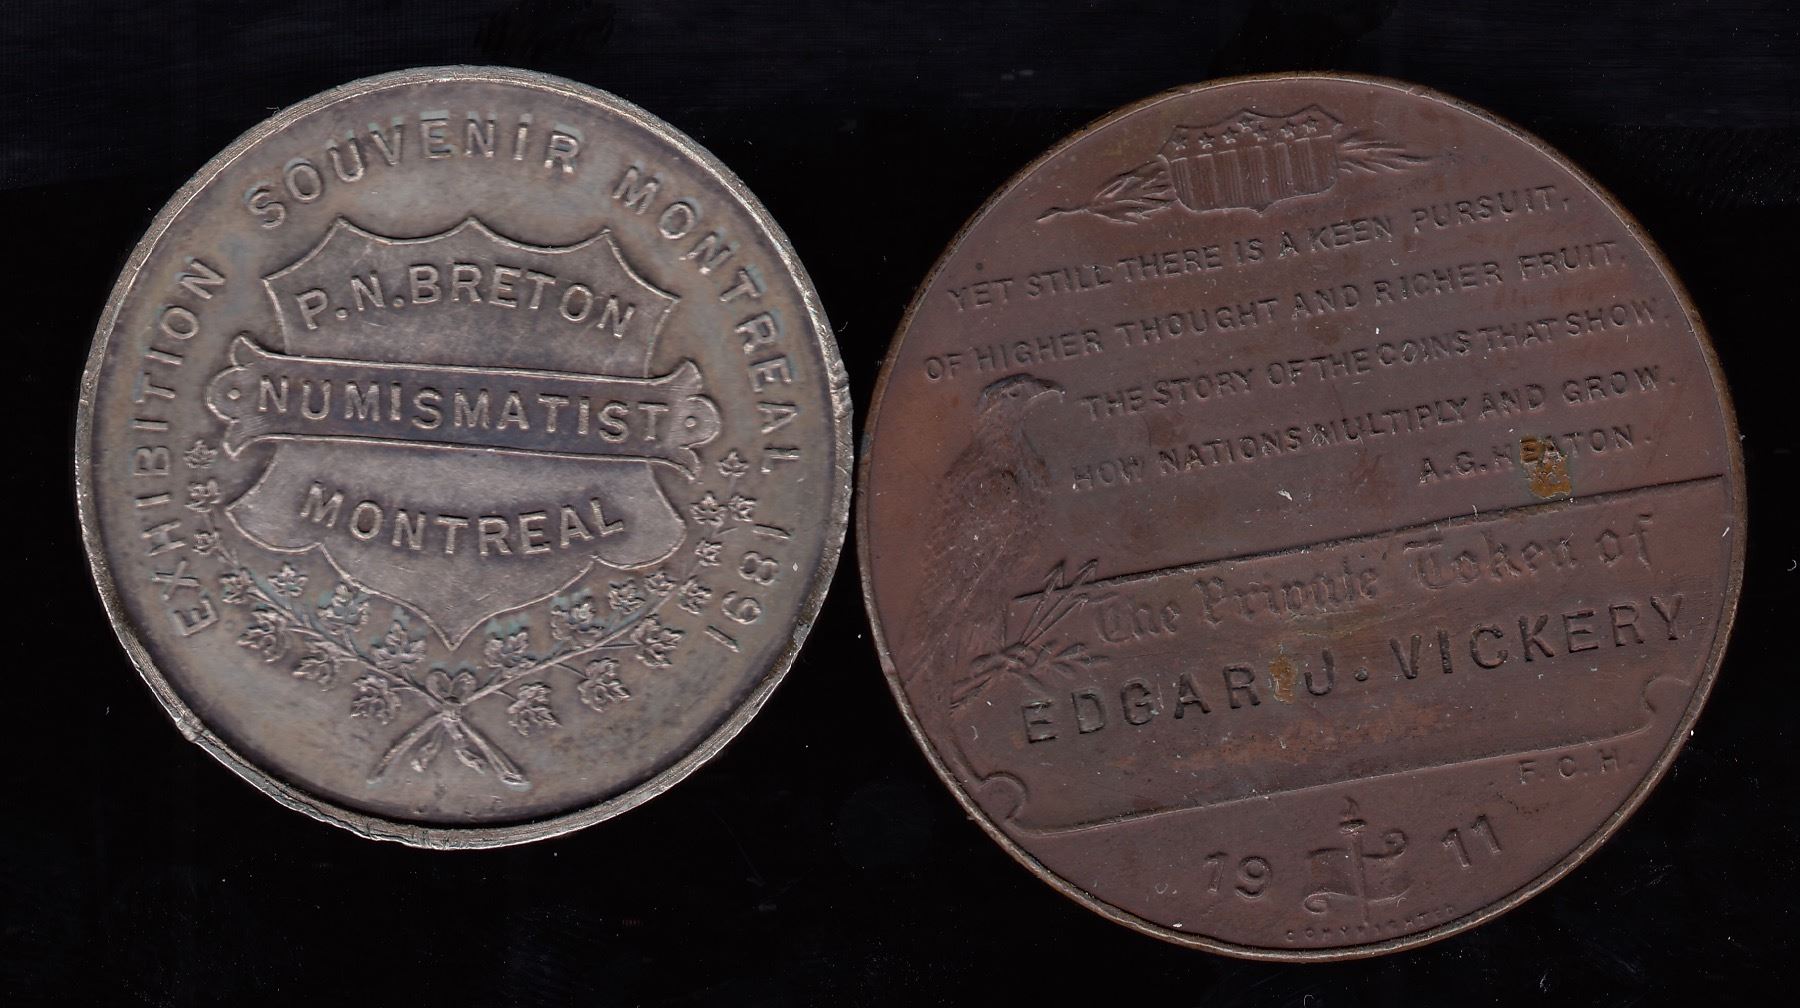 EXHIBITION SOUVENIR MONTREAL 1891
P.N. BRETON
NUMISMATIST
MONTREAL
YET STILL THERE IS A KEEN PURSUIT,
OF HIGHER THOUGHT AND RICHER FRUIT.
THE STORY OF THE COINS THAT SHOW.
HOW NATIONS MULTIPLY AND GROW.
A.G. HEATON.
The Private Token of
EDGAR J. VICKERY
F.C.H.
1911
COPYRIGHTED